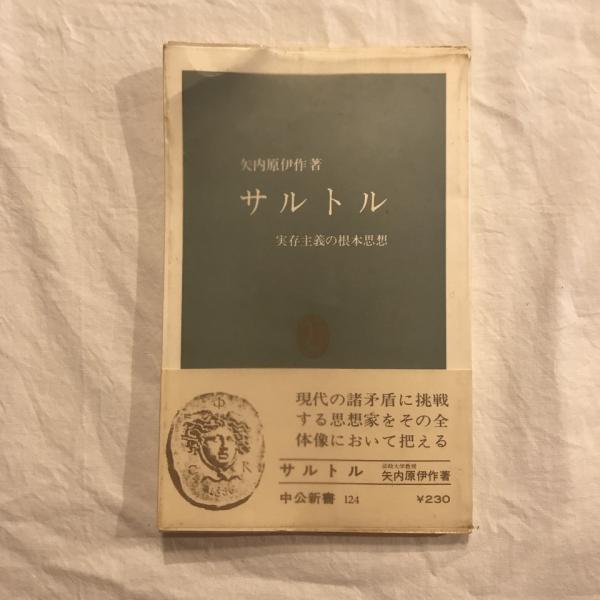 矢内原伊作著
サルトル
実存主義の根本思想
現代の諸矛盾に挑戦
する思想家をその全
体像において把える
サルトル 法政大学教授 矢内原伊作著
中公新書 124 ¥230
Φ
C R